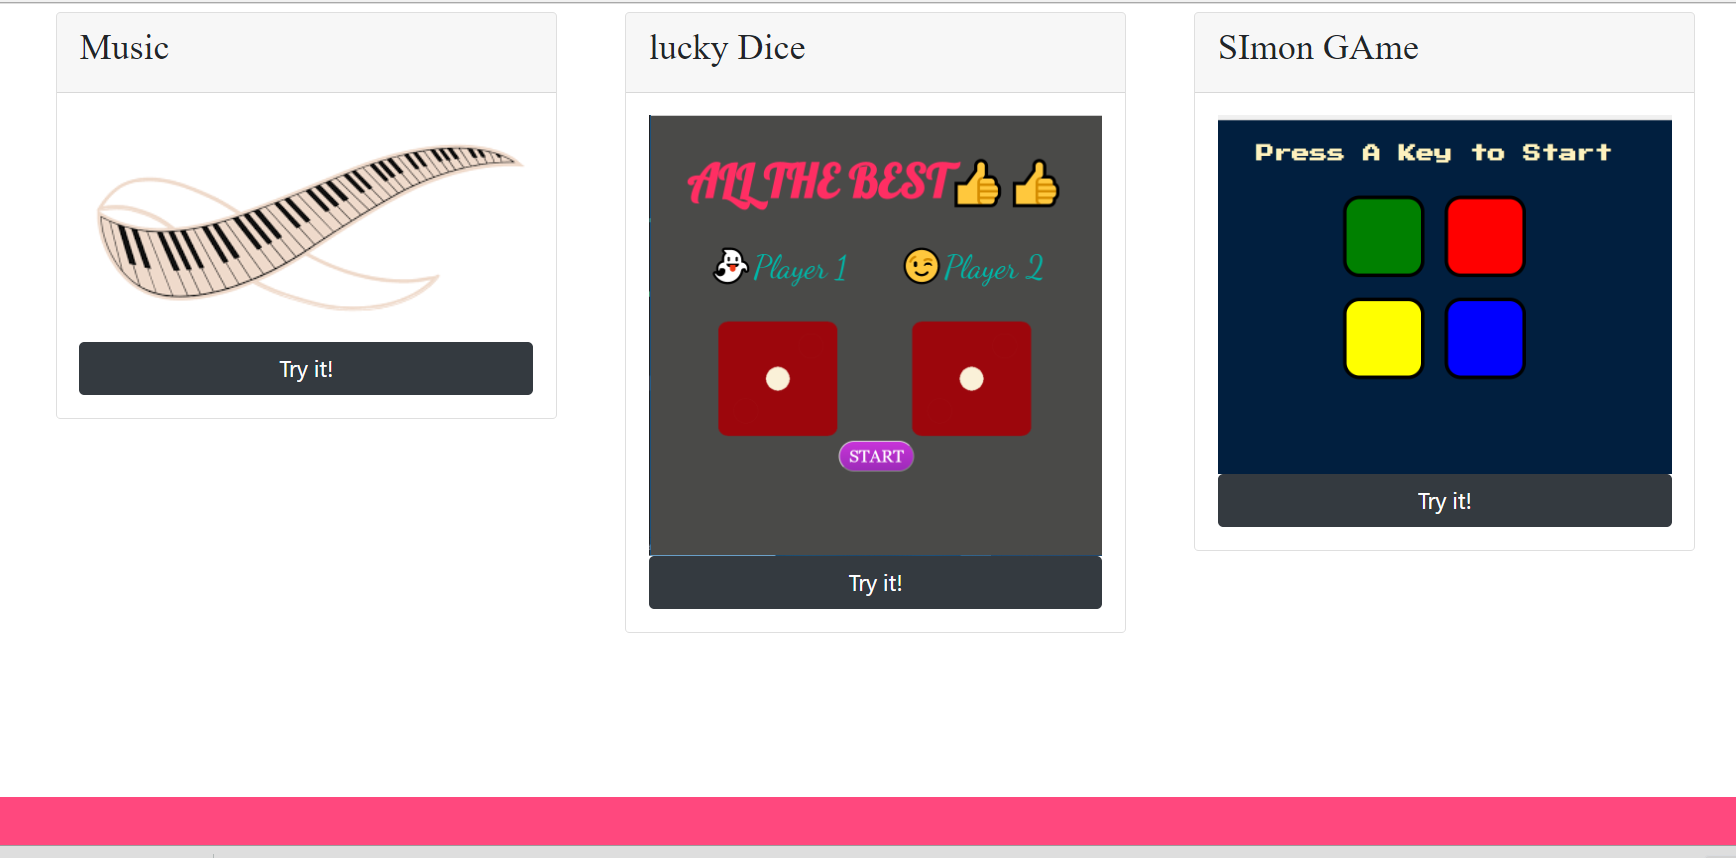 Music
Try it!
lucky Dice
ALL THE BEST👍👍
👻Player 1 😉Player 2
START
Try it!
SImon GAme
Press A Key to Start
Try it!